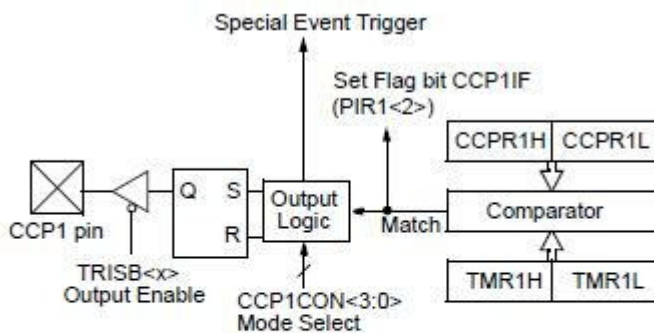 Special Event Trigger
Set Flag bit CCP1IF
(PIR1<2>)
CCPR1H CCPR1L
Q S
R
Output
Logic
Match
Comparator
CCP1 pin
TRISB<x>
Output Enable
CCP1CON<3:0>
Mode Select
TMR1H TMR1L